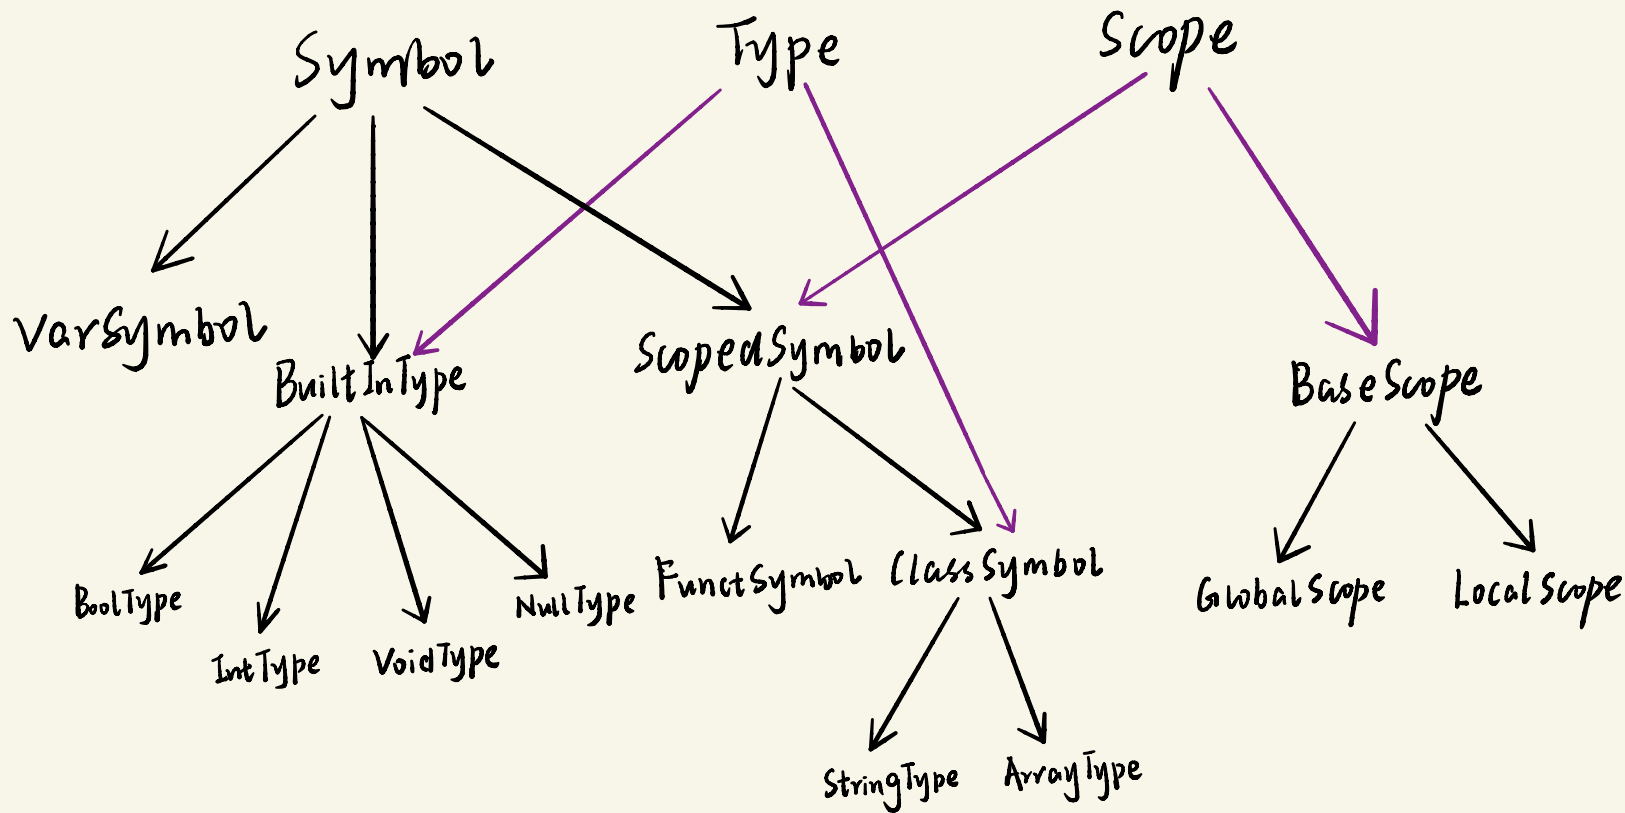 Symbol
Type
Scope
VarSymbol
BuiltInType
ScopedSymbol
BaseScope
BoolType
IntType
VoidType
NullType
FunctSymbol
ClassSymbol
GlobalScope
LocalScope
StringType
ArrayType